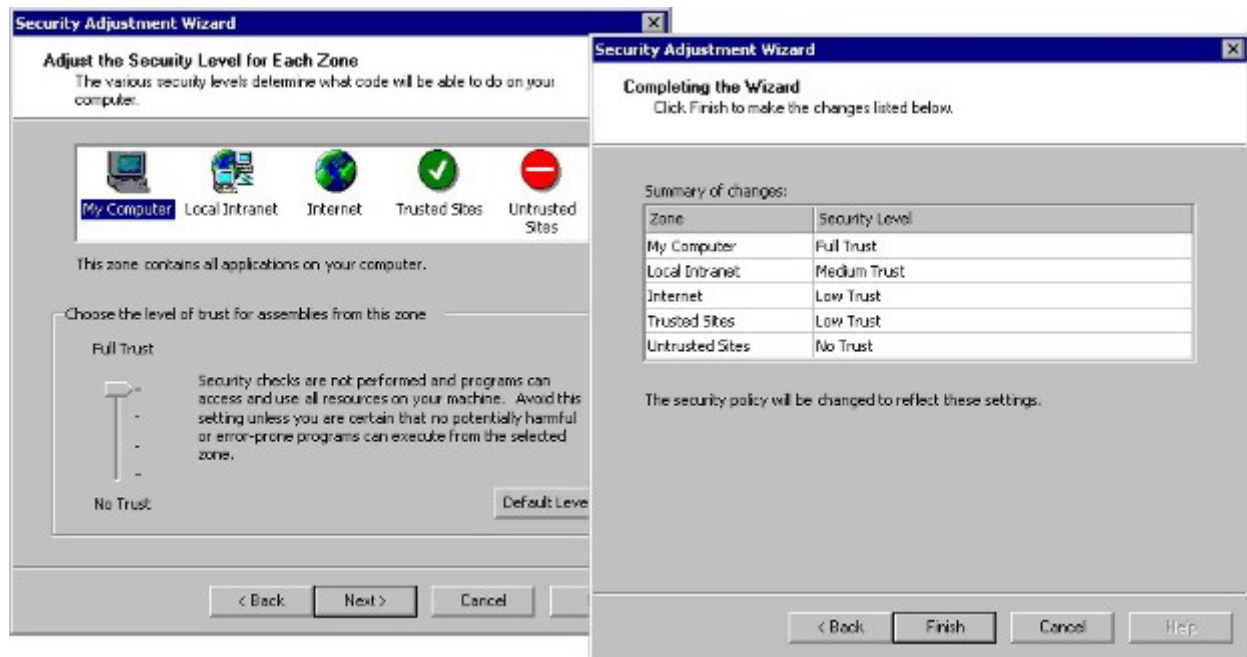 Security Adjustment Wizard
Adjust the Security Level for Each Zone
The various security levels determine what code will be able to do on your
computer.
My Computer Local Intranet Internet Trusted Sites Untrusted
Sites
This zone contains all applications on your computer.
Choose the level of trust for assemblies from this zone
Full Trust
Security checks are not performed and programs can
access and use all resources on your machine. Avoid this
setting unless you are certain that no potentially harmful
or error-prone programs can execute from the selected
zone.
No Trust
Default Leve
< Back Next > Cancel
Security Adjustment Wizard
Completing the Wizard
Click Finish to make the changes listed below.
Summary of changes:
Zone Security Level
My Computer Full Trust
Local Intranet Medium Trust
Internet Low Trust
Trusted Sites Low Trust
Untrusted Sites No Trust
The security policy will be changed to reflect these settings.
< Back Finish Cancel Help